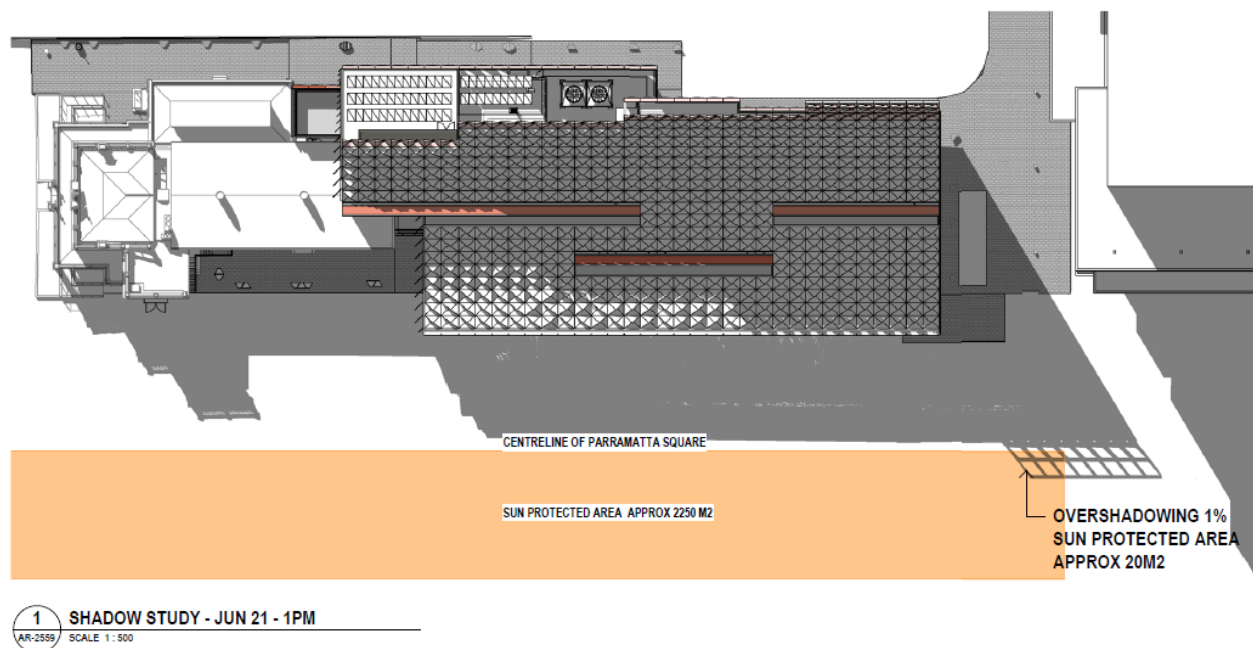 CENTRELINE OF PARRAMATTA SQUARE
SUN PROTECTED AREA APPROX 2250 M2
OVERSHADOWING 1%
SUN PROTECTED AREA
APPROX 20M2
1
AR-2559
SHADOW STUDY - JUN 21 - 1PM
SCALE 1 : 500